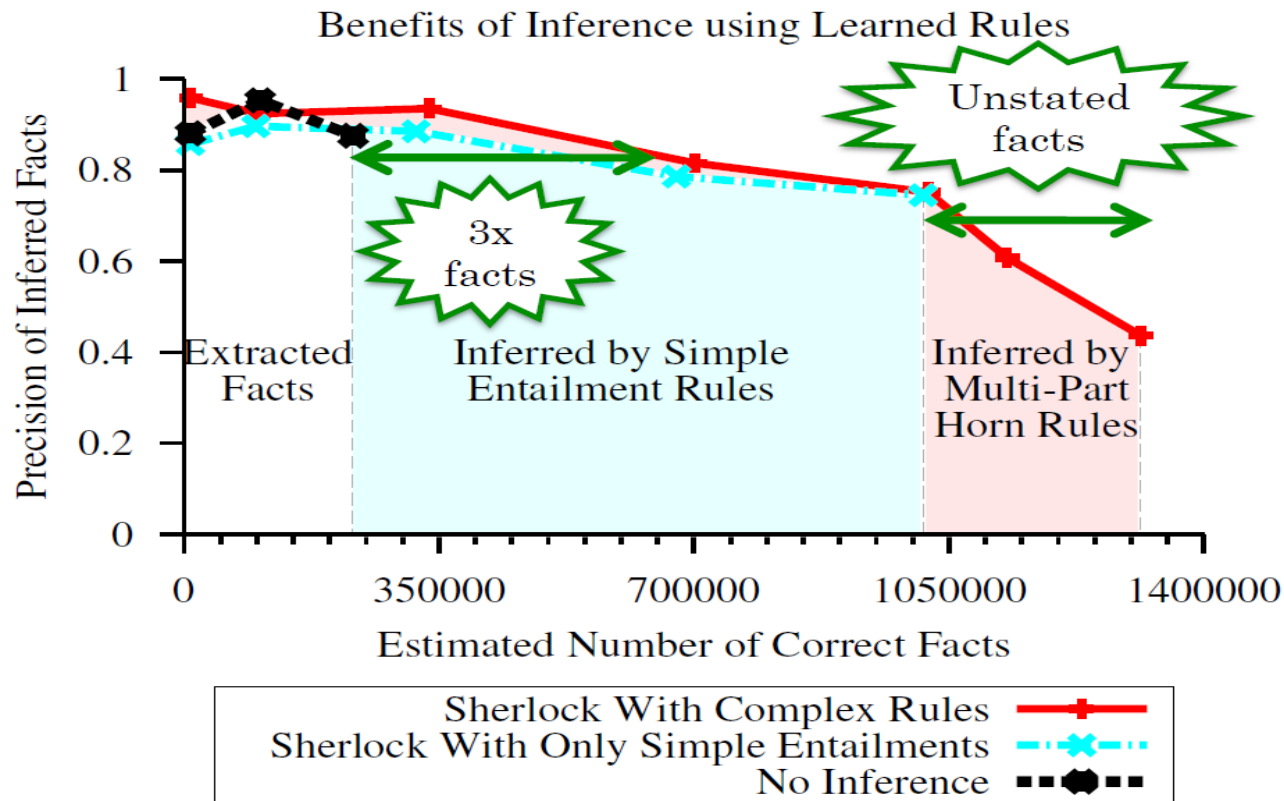 Benefits of Inference using Learned Rules
Precision of Inferred Facts
1
0.8
0.6
0.4
0.2
0
Unstated
facts
3x
facts
Extracted
Facts
Inferred by Simple
Entailment Rules
Inferred by
Multi-Part
Horn Rules
0
350000
700000
1050000
1400000
Estimated Number of Correct Facts
Sherlock With Complex Rules
Sherlock With Only Simple Entailments
No Inference